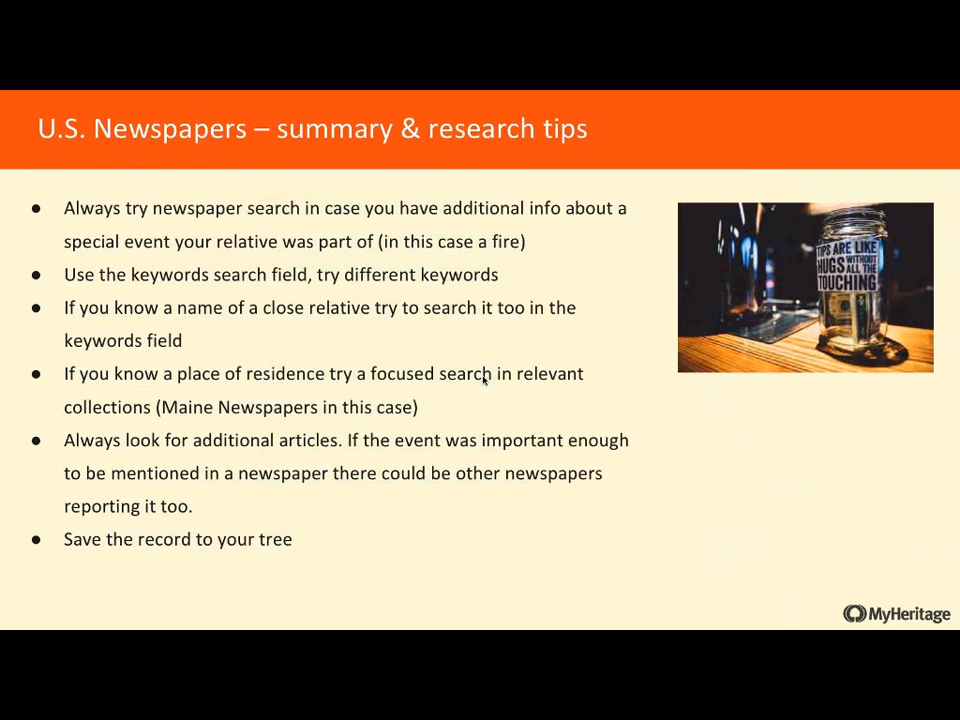 U.S. Newspapers – summary & research tips
● Always try newspaper search in case you have additional info about a
special event your relative was part of (in this case a fire)
● Use the keywords search field, try different keywords
● If you know a name of a close relative try to search it too in the
keywords field
● If you know a place of residence try a focused search in relevant
collections (Maine Newspapers in this case)
● Always look for additional articles. If the event was important enough
to be mentioned in a newspaper there could be other newspapers
reporting it too.
● Save the record to your tree
TIPS ARE LIKE
HUGS WITHOUT
ALL THE
TOUCHING
MyHeritage